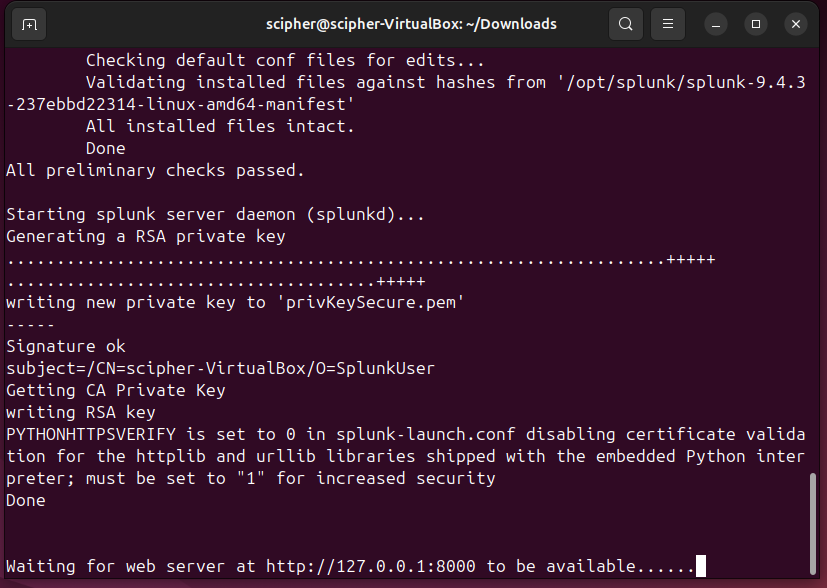 scipher@scipher-VirtualBox: ~/Downloads
Checking default conf files for edits...
Validating installed files against hashes from '/opt/splunk/splunk-9.4.3
-237ebbd22314-linux-amd64-manifest'
All installed files intact.
Done
All preliminary checks passed.
Starting splunk server daemon (splunkd)...
Generating a RSA private key
..................................................................+++++
.....................................+++++
writing new private key to 'privKeySecure.pem'
-----
Signature ok
subject=/CN=scipher-VirtualBox/O=SplunkUser
Getting CA Private Key
writing RSA key
PYTHONHTTPSVERIFY is set to 0 in splunk-launch.conf disabling certificate valida
tion for the httplib and urllib libraries shipped with the embedded Python inter
preter; must be set to "1" for increased security
Done
Waiting for web server at http://127.0.0.1:8000 to be available......